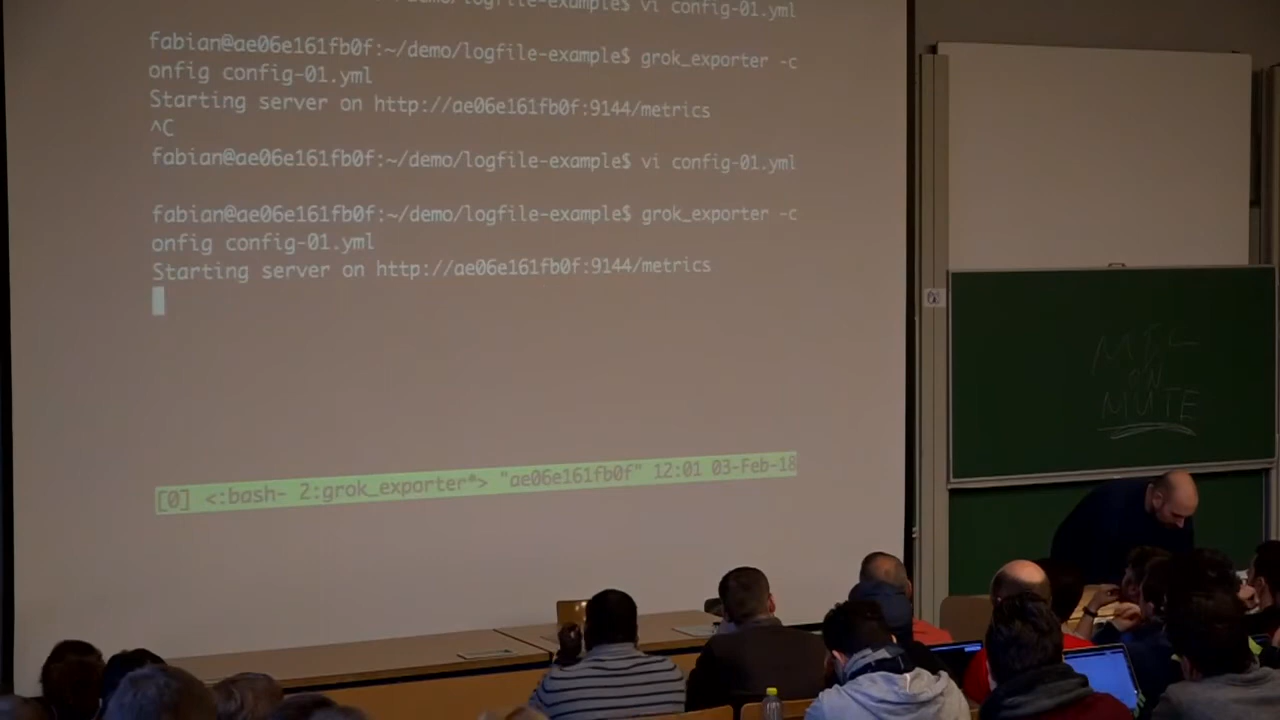 fabian@ae06e161fb0f:~/demo/logfile-example$ vi config-01.yml
fabian@ae06e161fb0f:~/demo/logfile-example$ grok_exporter -c
onfig config-01.yml
Starting server on http://ae06e161fb0f:9144/metrics
^C
fabian@ae06e161fb0f:~/demo/logfile-example$ vi config-01.yml
fabian@ae06e161fb0f:~/demo/logfile-example$ grok_exporter -c
onfig config-01.yml
Starting server on http://ae06e161fb0f:9144/metrics
[0] <:bash- 2:grok_exporter*> "ae06e161fb0f" 12:01 03-Feb-18
MIC
ON
MUTE